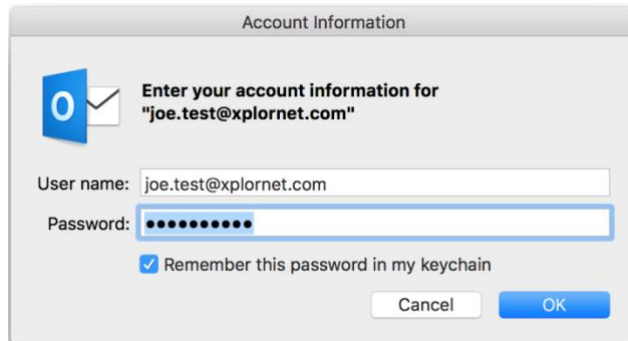 Account Information
Enter your account information for
"joe.test@xplornet.com"
User name: joe.test@xplornet.com
Password: ••••••••••
Remember this password in my keychain
Cancel OK